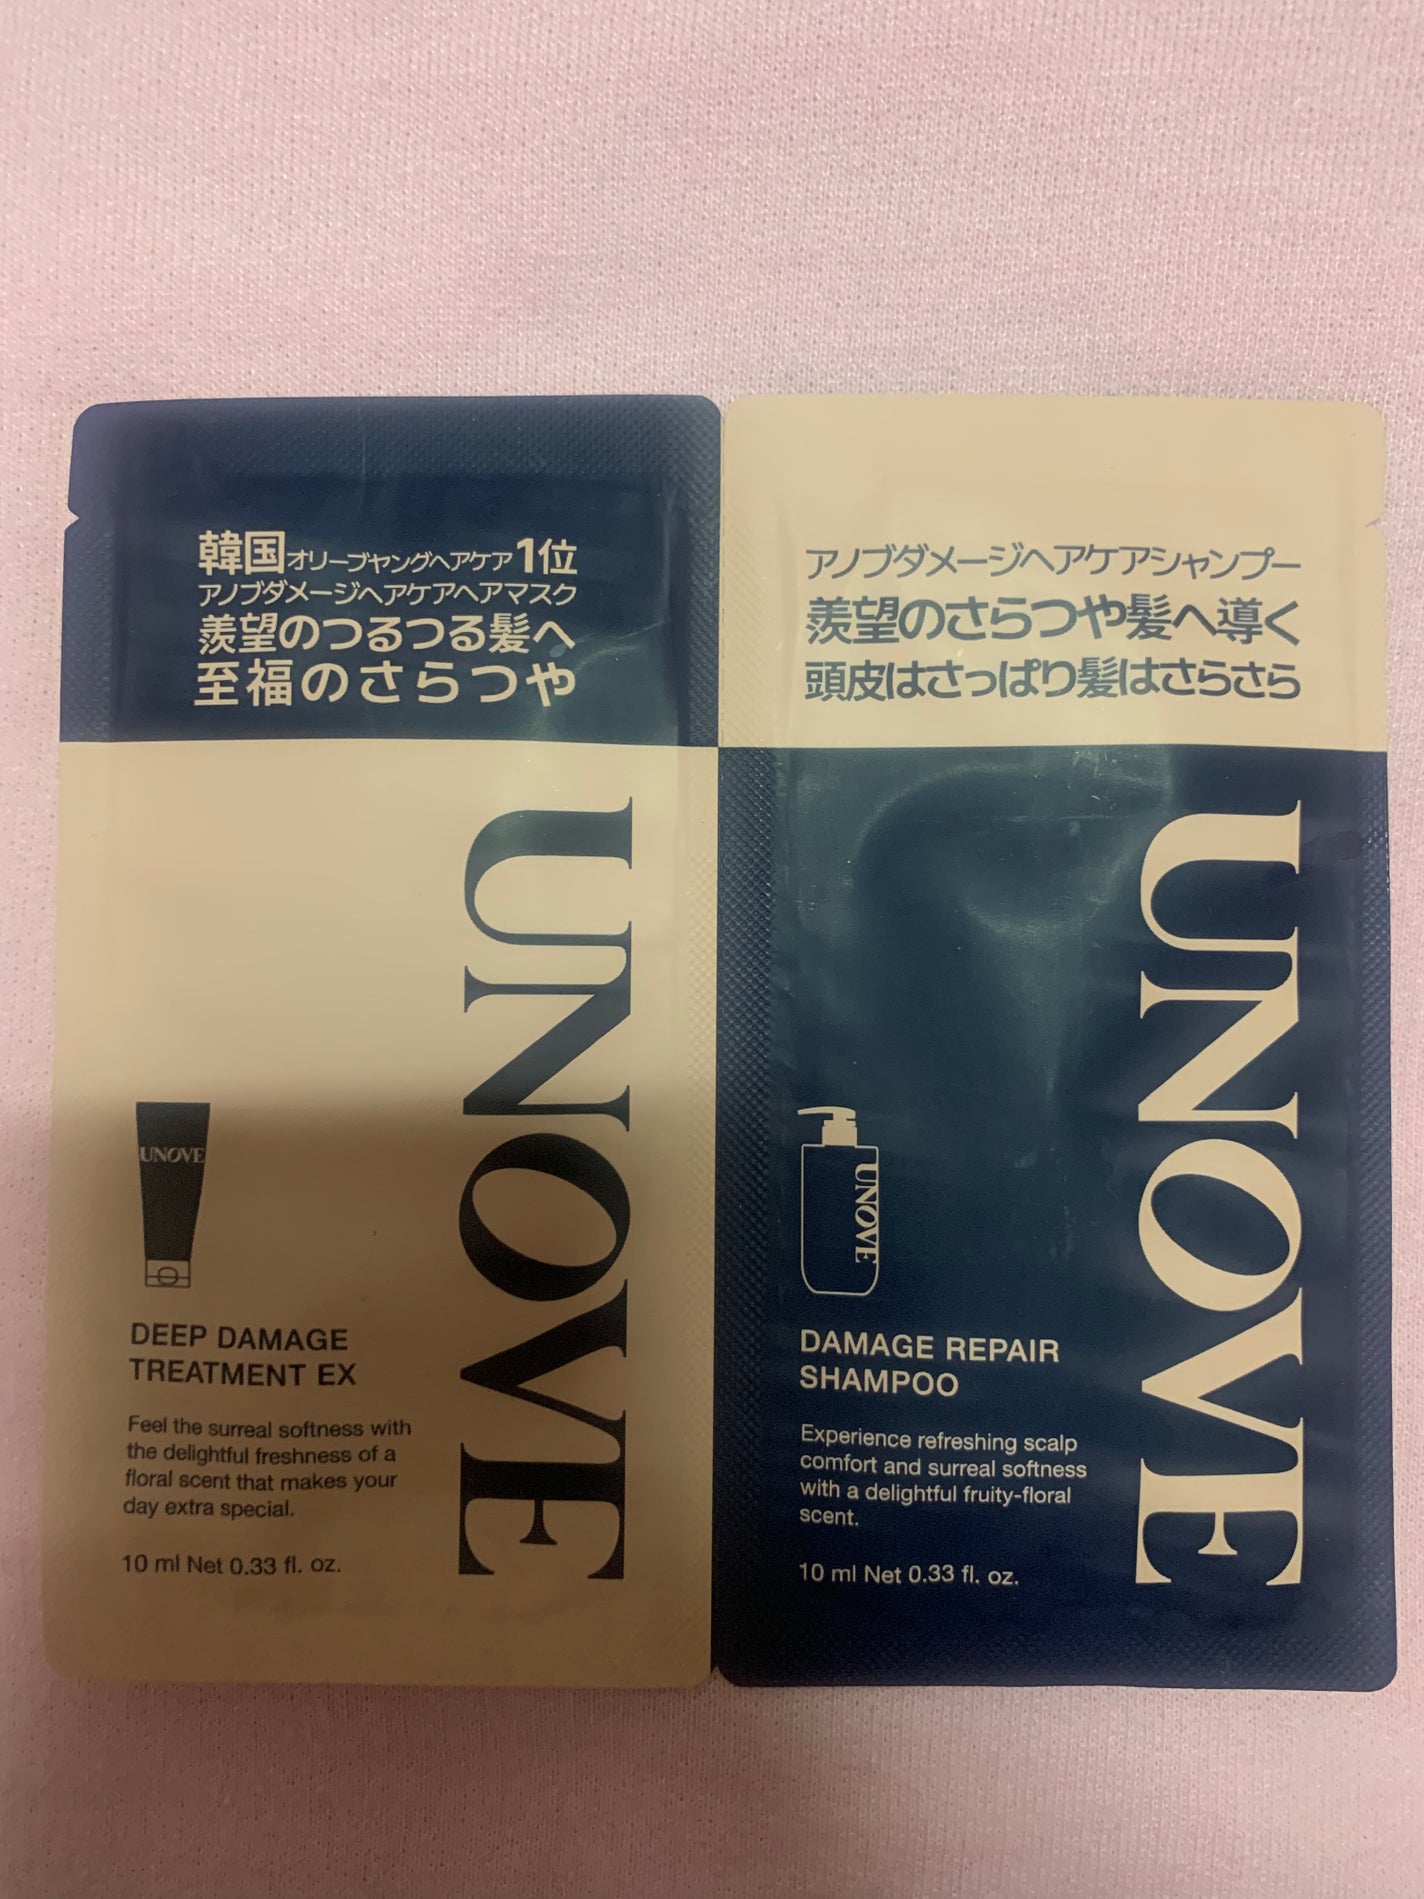 韓国オリーブヤングヘアケア1位
アノブダメージヘアケアヘアマスク
羨望のつるつる髪へ
至福のさらつや
UNOVE
UNOVE
DEEP DAMAGE
TREATMENT EX
Feel the surreal softness with
the delightful freshness of a
floral scent that makes your
day extra special.
10 ml Net 0.33 fl. oz.
アノブダメージヘアケアシャンプー
羨望のさらつや髪へ導く
頭皮はさっぱり髪はさらさら
UNOVE
UNOVE
DAMAGE REPAIR
SHAMPOO
Experience refreshing scalp
comfort and surreal softness
with a delightful fruity-floral
scent.
10 ml Net 0.33 fl. oz.